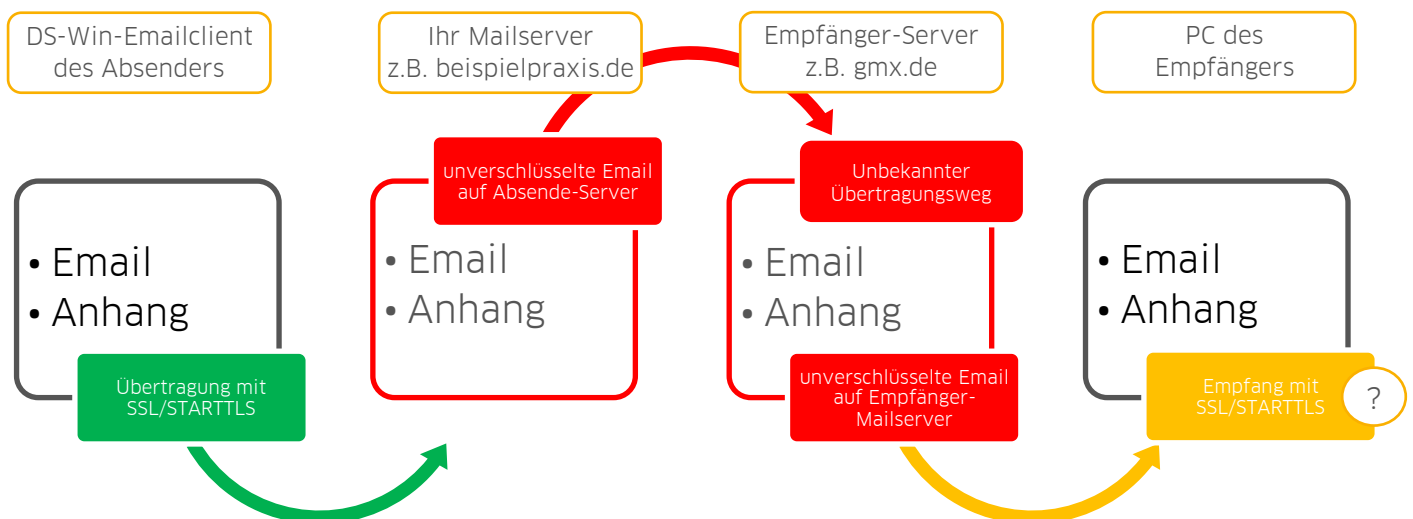 DS-Win-Emailclient
des Absenders
Ihr Mailserver
z.B. beispielpraxis.de
Empfänger-Server
z.B. gmx.de
PC des
Empfängers
• Email
• Anhang
Übertragung mit
SSL/STARTTLS
unverschlüsselte Email
auf Absende-Server
• Email
• Anhang
Unbekannter
Übertragungsweg
• Email
• Anhang
unverschlüsselte Email
auf Empfänger-
Mailserver
• Email
• Anhang
Empfang mit
SSL/STARTTLS
?